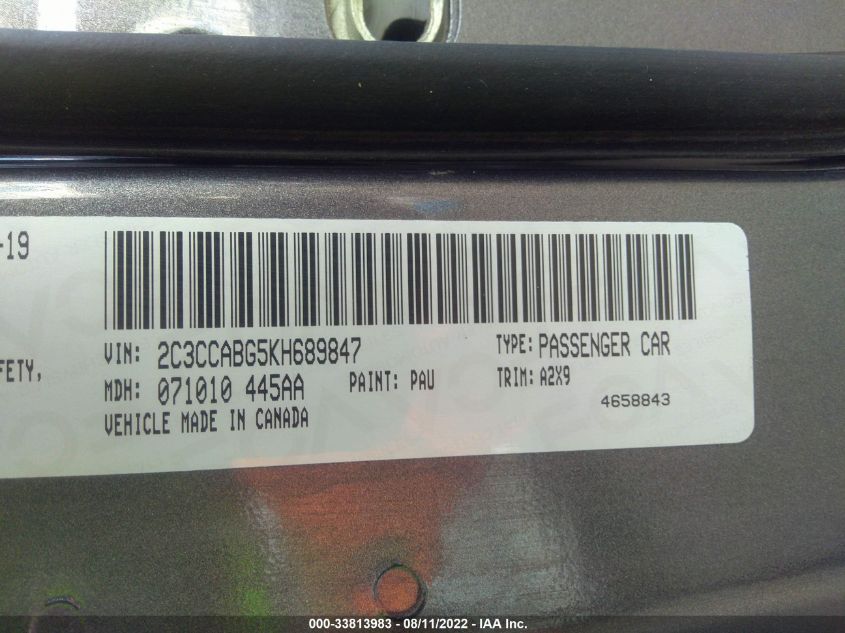 -19
VIN: 2C3CCABG5KH689847 TYPE: PASSENGER CAR
FETY,
MDH: 071010 445AA PAINT: PAU TRIM: A2X9
4658843
VEHICLE MADE IN CANADA
000-33813983 - 08/11/2022 - IAA Inc.